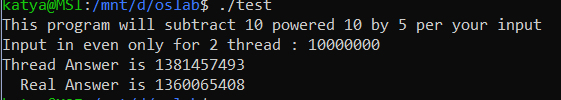 katya@MSI:/mnt/d/oslab$ ./test
This program will subtract 10 powered 10 by 5 per your input
Input in even only for 2 thread : 10000000
Thread Answer is 1381457493
  Real Answer is 1360065408